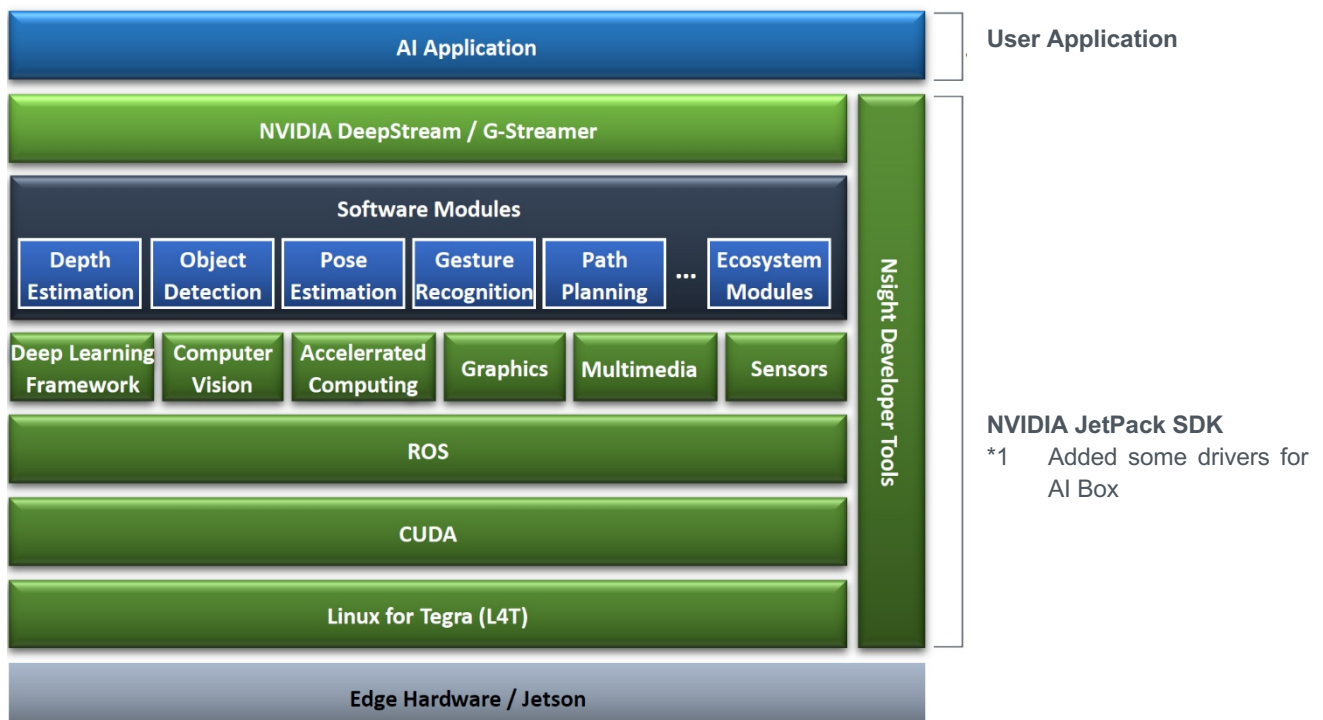 AI Application
User Application
NVIDIA DeepStream / G-Streamer
Software Modules
Depth
Estimation
Object
Detection
Pose
Estimation
Gesture
Recognition
Path
Planning
...
Ecosystem
Modules
Deep Learning
Framework
Computer
Vision
Accelerrated
Computing
Graphics
Multimedia
Sensors
ROS
CUDA
Linux for Tegra (L4T)
Nsight Developer Tools
NVIDIA JetPack SDK
*1 Added some drivers for
AI Box
Edge Hardware / Jetson